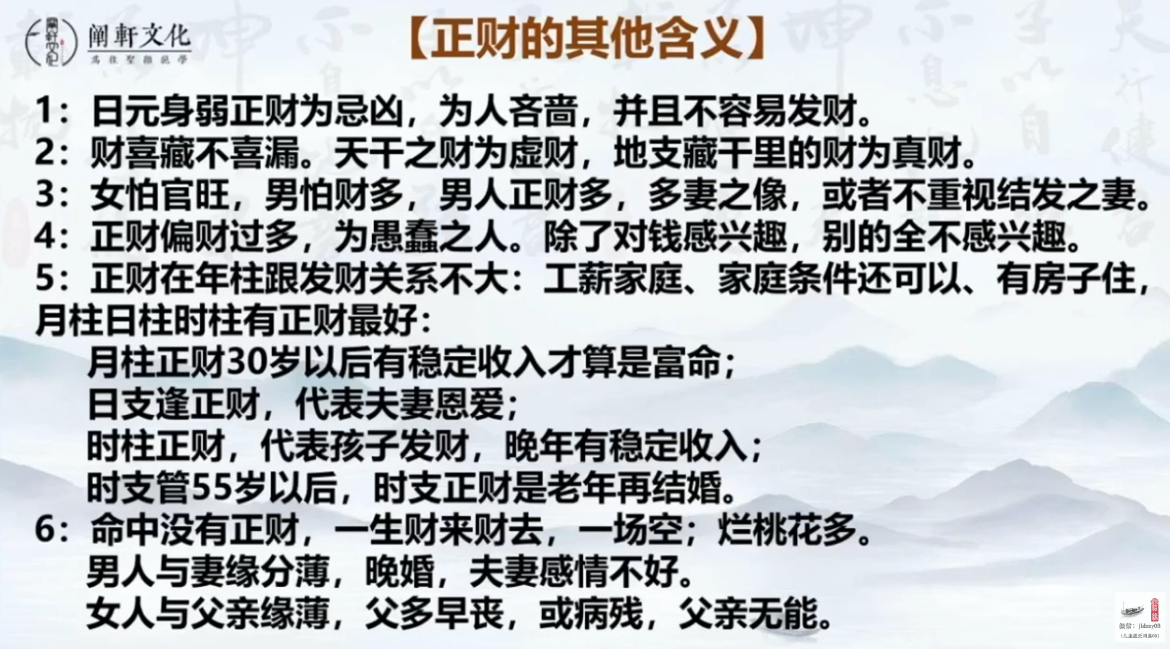 阐軒文化
【正财的其他含义】
1：日元身弱正财为忌凶，为人吝啬，并且不容易发财。
2：财喜藏不喜漏。天干之财为虚财，地支藏干里的财为真财。
3：女怕官旺，男怕财多，男人正财多，多妻之像，或者不重视结发之妻。
4：正财偏财过多，为愚蠢之人。除了对钱感兴趣，别的全不感兴趣。
5：正财在年柱跟发财关系不大：工薪家庭、家庭条件还可以、有房子住，
月柱日柱时柱有正财最好：
月柱正财30岁以后有稳定收入才算是富命；
日支逢正财，代表夫妻恩爱；
时柱正财，代表孩子发财，晚年有稳定收入；
时支管55岁以后，时支正财是老年再结婚。
6：命中没有正财，一生财来财去，一场空；烂桃花多。
男人与妻缘分薄，晚婚，夫妻感情不好。
女人与父亲缘薄，父多早丧，或病残，父亲无能。